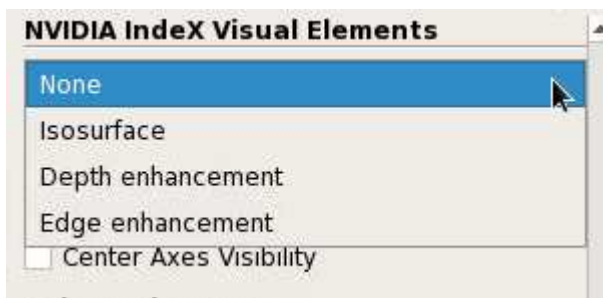 NVIDIA IndeX Visual Elements
None
Isosurface
Depth enhancement
Edge enhancement
Center Axes Visibility